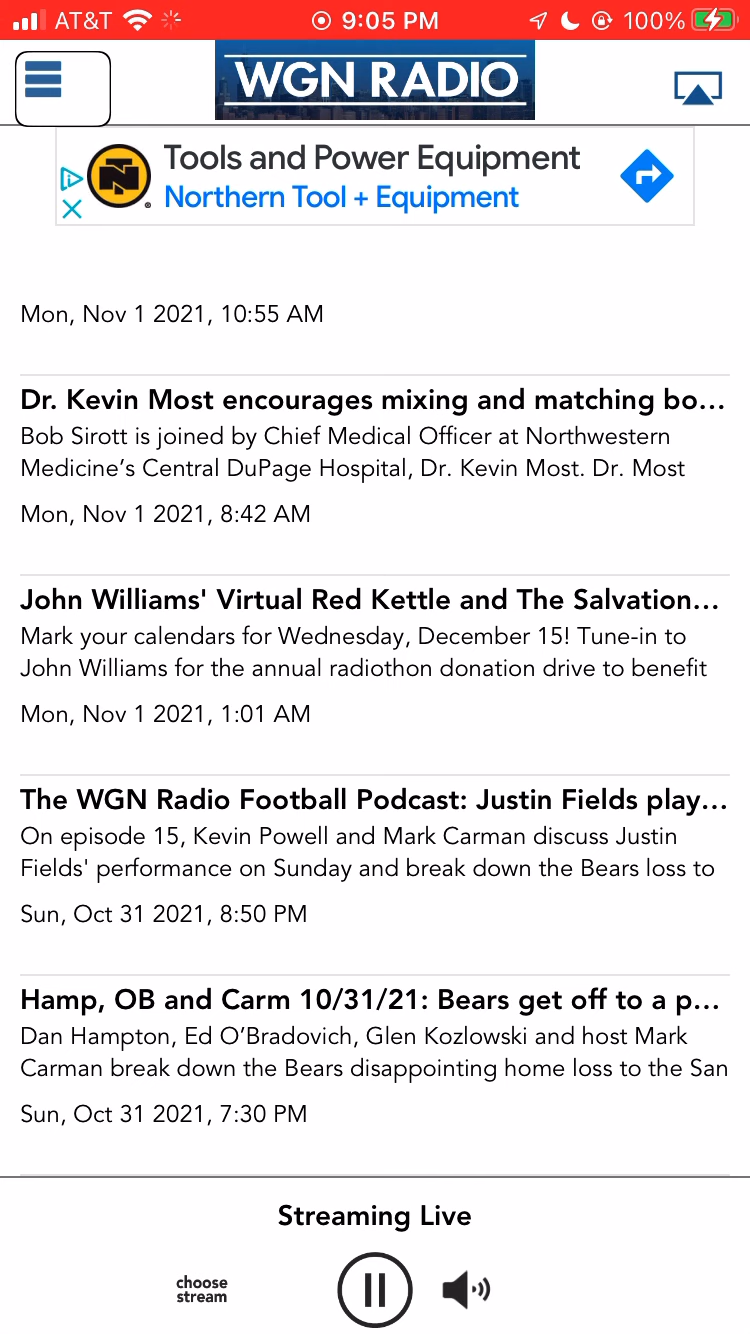 AT&T 9:05 PM 100%
WGN RADIO
Tools and Power Equipment
Northern Tool + Equipment
Mon, Nov 1 2021, 10:55 AM
Dr. Kevin Most encourages mixing and matching bo...
Bob Sirott is joined by Chief Medical Officer at Northwestern
Medicine’s Central DuPage Hospital, Dr. Kevin Most. Dr. Most
Mon, Nov 1 2021, 8:42 AM
John Williams' Virtual Red Kettle and The Salvation...
Mark your calendars for Wednesday, December 15! Tune-in to
John Williams for the annual radiothon donation drive to benefit
Mon, Nov 1 2021, 1:01 AM
The WGN Radio Football Podcast: Justin Fields play...
On episode 15, Kevin Powell and Mark Carman discuss Justin
Fields' performance on Sunday and break down the Bears loss to
Sun, Oct 31 2021, 8:50 PM
Hamp, OB and Carm 10/31/21: Bears get off to a p...
Dan Hampton, Ed O’Bradovich, Glen Kozlowski and host Mark
Carman break down the Bears disappointing home loss to the San
Sun, Oct 31 2021, 7:30 PM
Streaming Live
choose
stream